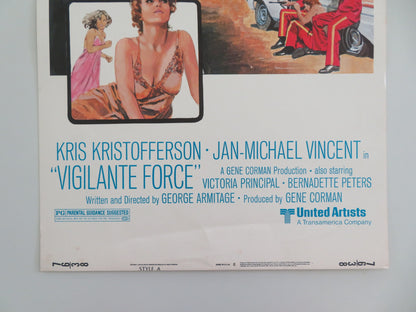 KRIS KRISTOFFERSON · JAN-MICHAEL VINCENT in
"VIGILANTE FORCE" A GENE CORMAN Production · also starring
VICTORIA PRINCIPAL · BERNADETTE PETERS
Written and Directed by GEORGE ARMITAGE · Produced by GENE CORMAN
PG PARENTAL GUIDANCE SUGGESTED
United Artists
A Transamerica Company
STYLE A